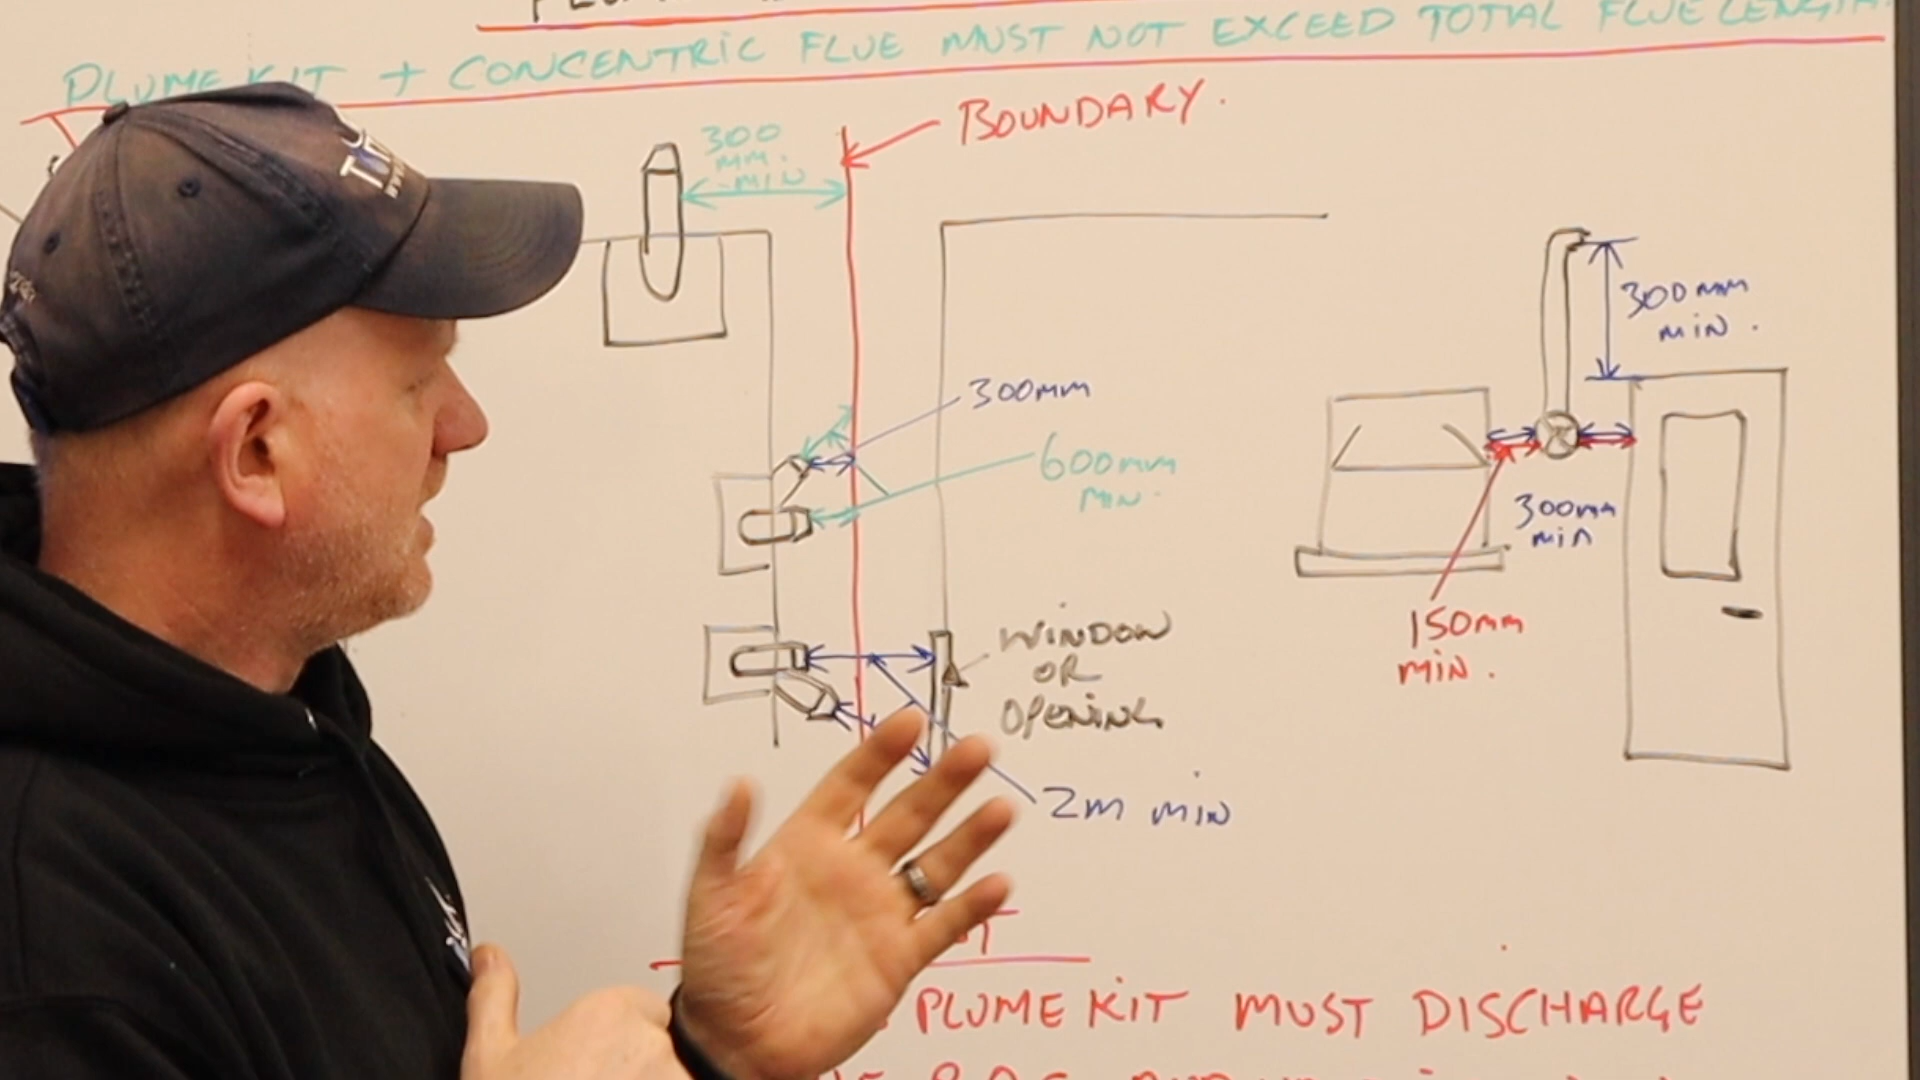 PLUME KIT + CONCENTRIC FLUE MUST NOT EXCEED TOTAL FLUE LENGTH.
BOUNDARY.
300
MM.
MIN
300MM
MIN.
300MM
600MM
MIN.
300MM
MIN
WINDOW
OR
OPENING
150MM
MIN.
2M MIN
PLUME KIT MUST DISCHARGE